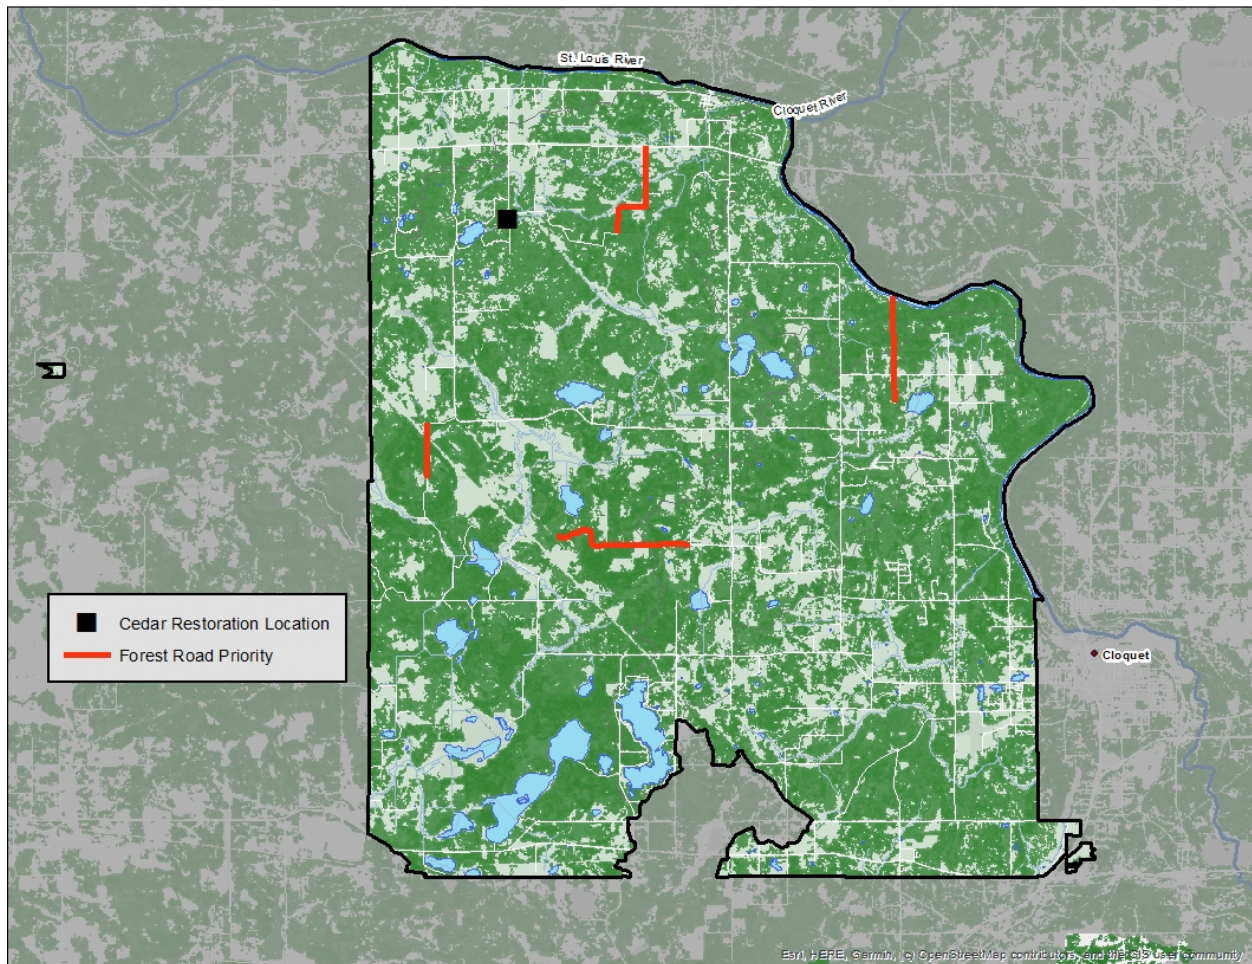 St. Louis River
Cloquet River
Cedar Restoration Location
Forest Road Priority
Cloquet
Esri, HERE, Garmin, (c) OpenStreetMap contributors, and the GIS user community